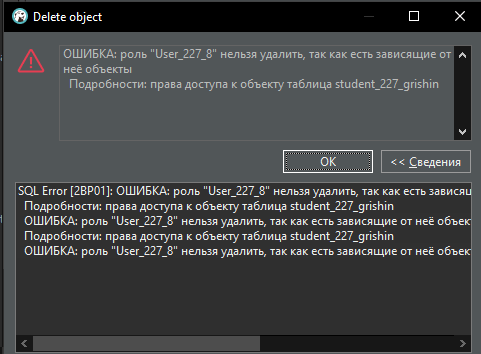 Delete object
ОШИБКА: роль "User_227_8" нельзя удалить, так как есть зависящие от
неё объекты
Подробности: права доступа к объекту таблица student_227_grishin
OK
<< Сведения
SQL Error [2BP01]: ОШИБКА: роль "User_227_8" нельзя удалить, так как есть зависящ
Подробности: права доступа к объекту таблица student_227_grishin
ОШИБКА: роль "User_227_8" нельзя удалить, так как есть зависящие от неё объект
Подробности: права доступа к объекту таблица student_227_grishin
ОШИБКА: роль "User_227_8" нельзя удалить, так как есть зависящие от неё объект